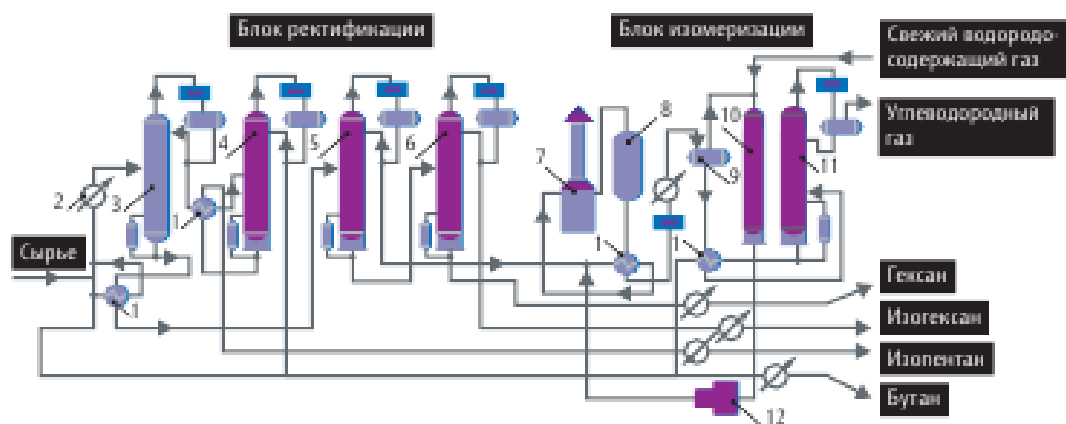 Блок ректификации
Блок изомеризации
Свежий водородо-
содержащий газ
Углеводородный
газ
8
10
4
5
6
7
9
11
2
3
1
1
1
Сырье
1
Гексан
Изогексан
Изопентан
Бутан
12